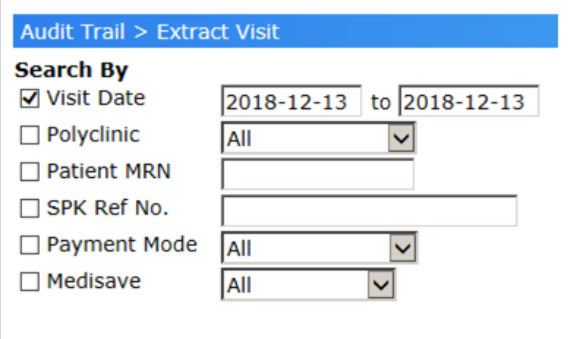 Audit Trail > Extract Visit
Search By
Visit Date 2018-12-13 to 2018-12-13
Polyclinic All
Patient MRN
SPK Ref No.
Payment Mode All
Medisave All